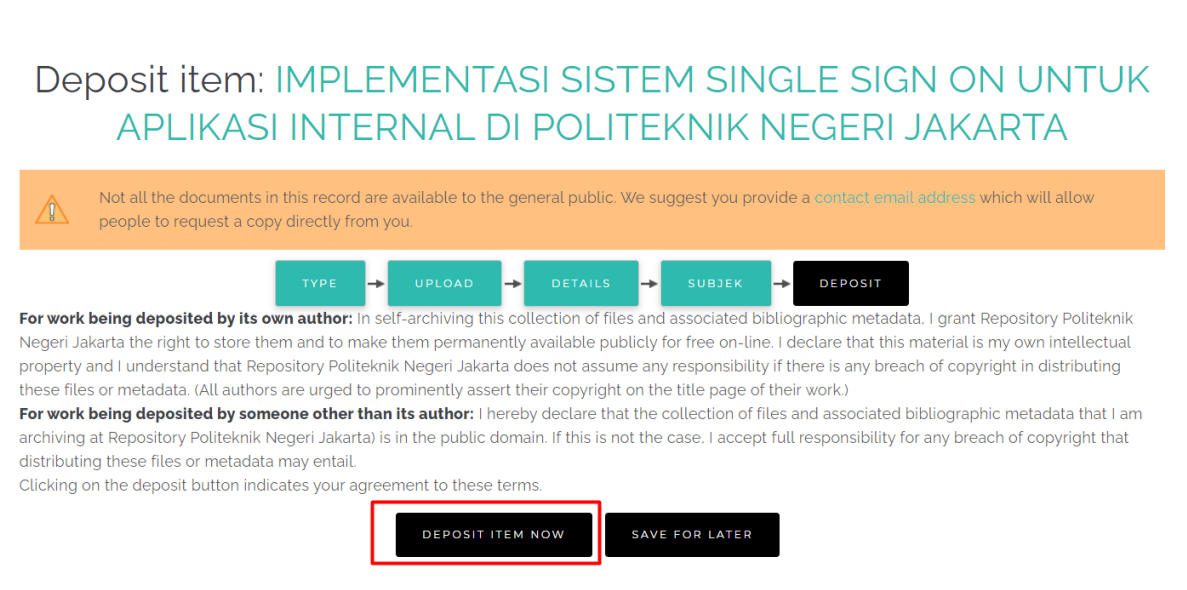 Deposit item: IMPLEMENTASI SISTEM SINGLE SIGN ON UNTUK
APLIKASI INTERNAL DI POLITEKNIK NEGERI JAKARTA
Not all the documents in this record are available to the general public. We suggest you provide a contact email address which will allow
people to request a copy directly from you.
TYPE UPLOAD DETAILS SUBJEK DEPOSIT
For work being deposited by its own author: In self-archiving this collection of files and associated bibliographic metadata, I grant Repository Politeknik
Negeri Jakarta the right to store them and to make them permanently available publicly for free on-line. I declare that this material is my own intellectual
property and I understand that Repository Politeknik Negeri Jakarta does not assume any responsibility if there is any breach of copyright in distributing
these files or metadata. (All authors are urged to prominently assert their copyright on the title page of their work.)
For work being deposited by someone other than its author: I hereby declare that the collection of files and associated bibliographic metadata that I am
archiving at Repository Politeknik Negeri Jakarta) is in the public domain. If this is not the case, I accept full responsibility for any breach of copyright that
distributing these files or metadata may entail.
Clicking on the deposit button indicates your agreement to these terms.
DEPOSIT ITEM NOW SAVE FOR LATER